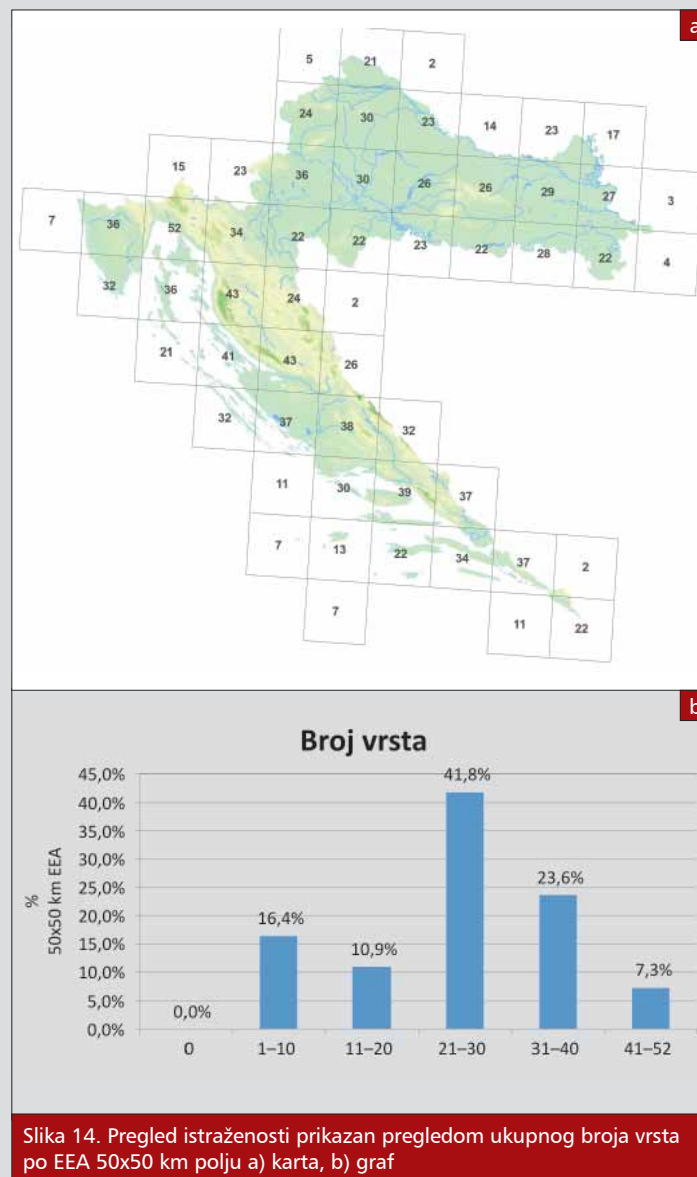 a
5 21 2
24 30 23 14 23 17
15 23 36 30 26 26 29 27 3
7 36 52 34 22 22 23 22 28 22 4
32 36 43 24 2
21 41 43 26
32 37 38 32
11 30 39 37
7 13 22 34 37 2
7 11 22
b
Broj vrsta
45,0%
40,0%
35,0%
30,0%
25,0%
20,0%
15,0%
10,0%
5,0%
0,0%
%
50x50 km EEA
0,0% 16,4% 10,9% 41,8% 23,6% 7,3%
0 1–10 11–20 21–30 31–40 41–52
Slika 14. Pregled istraženosti prikazan pregledom ukupnog broja vrsta
po EEA 50x50 km polju a) karta, b) graf